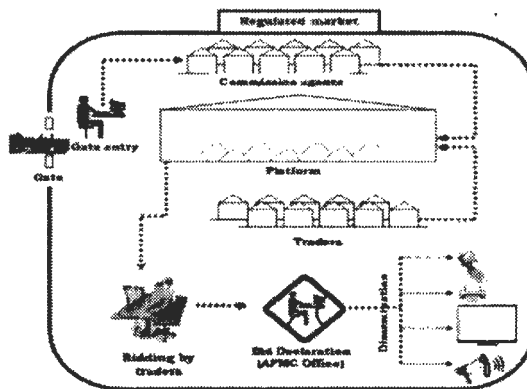 Regulated market
Commission agents
Gate entry
Gate
Platform
Traders
Bidding by
traders
Bid Declaration
(APMC Office)
Dissemination